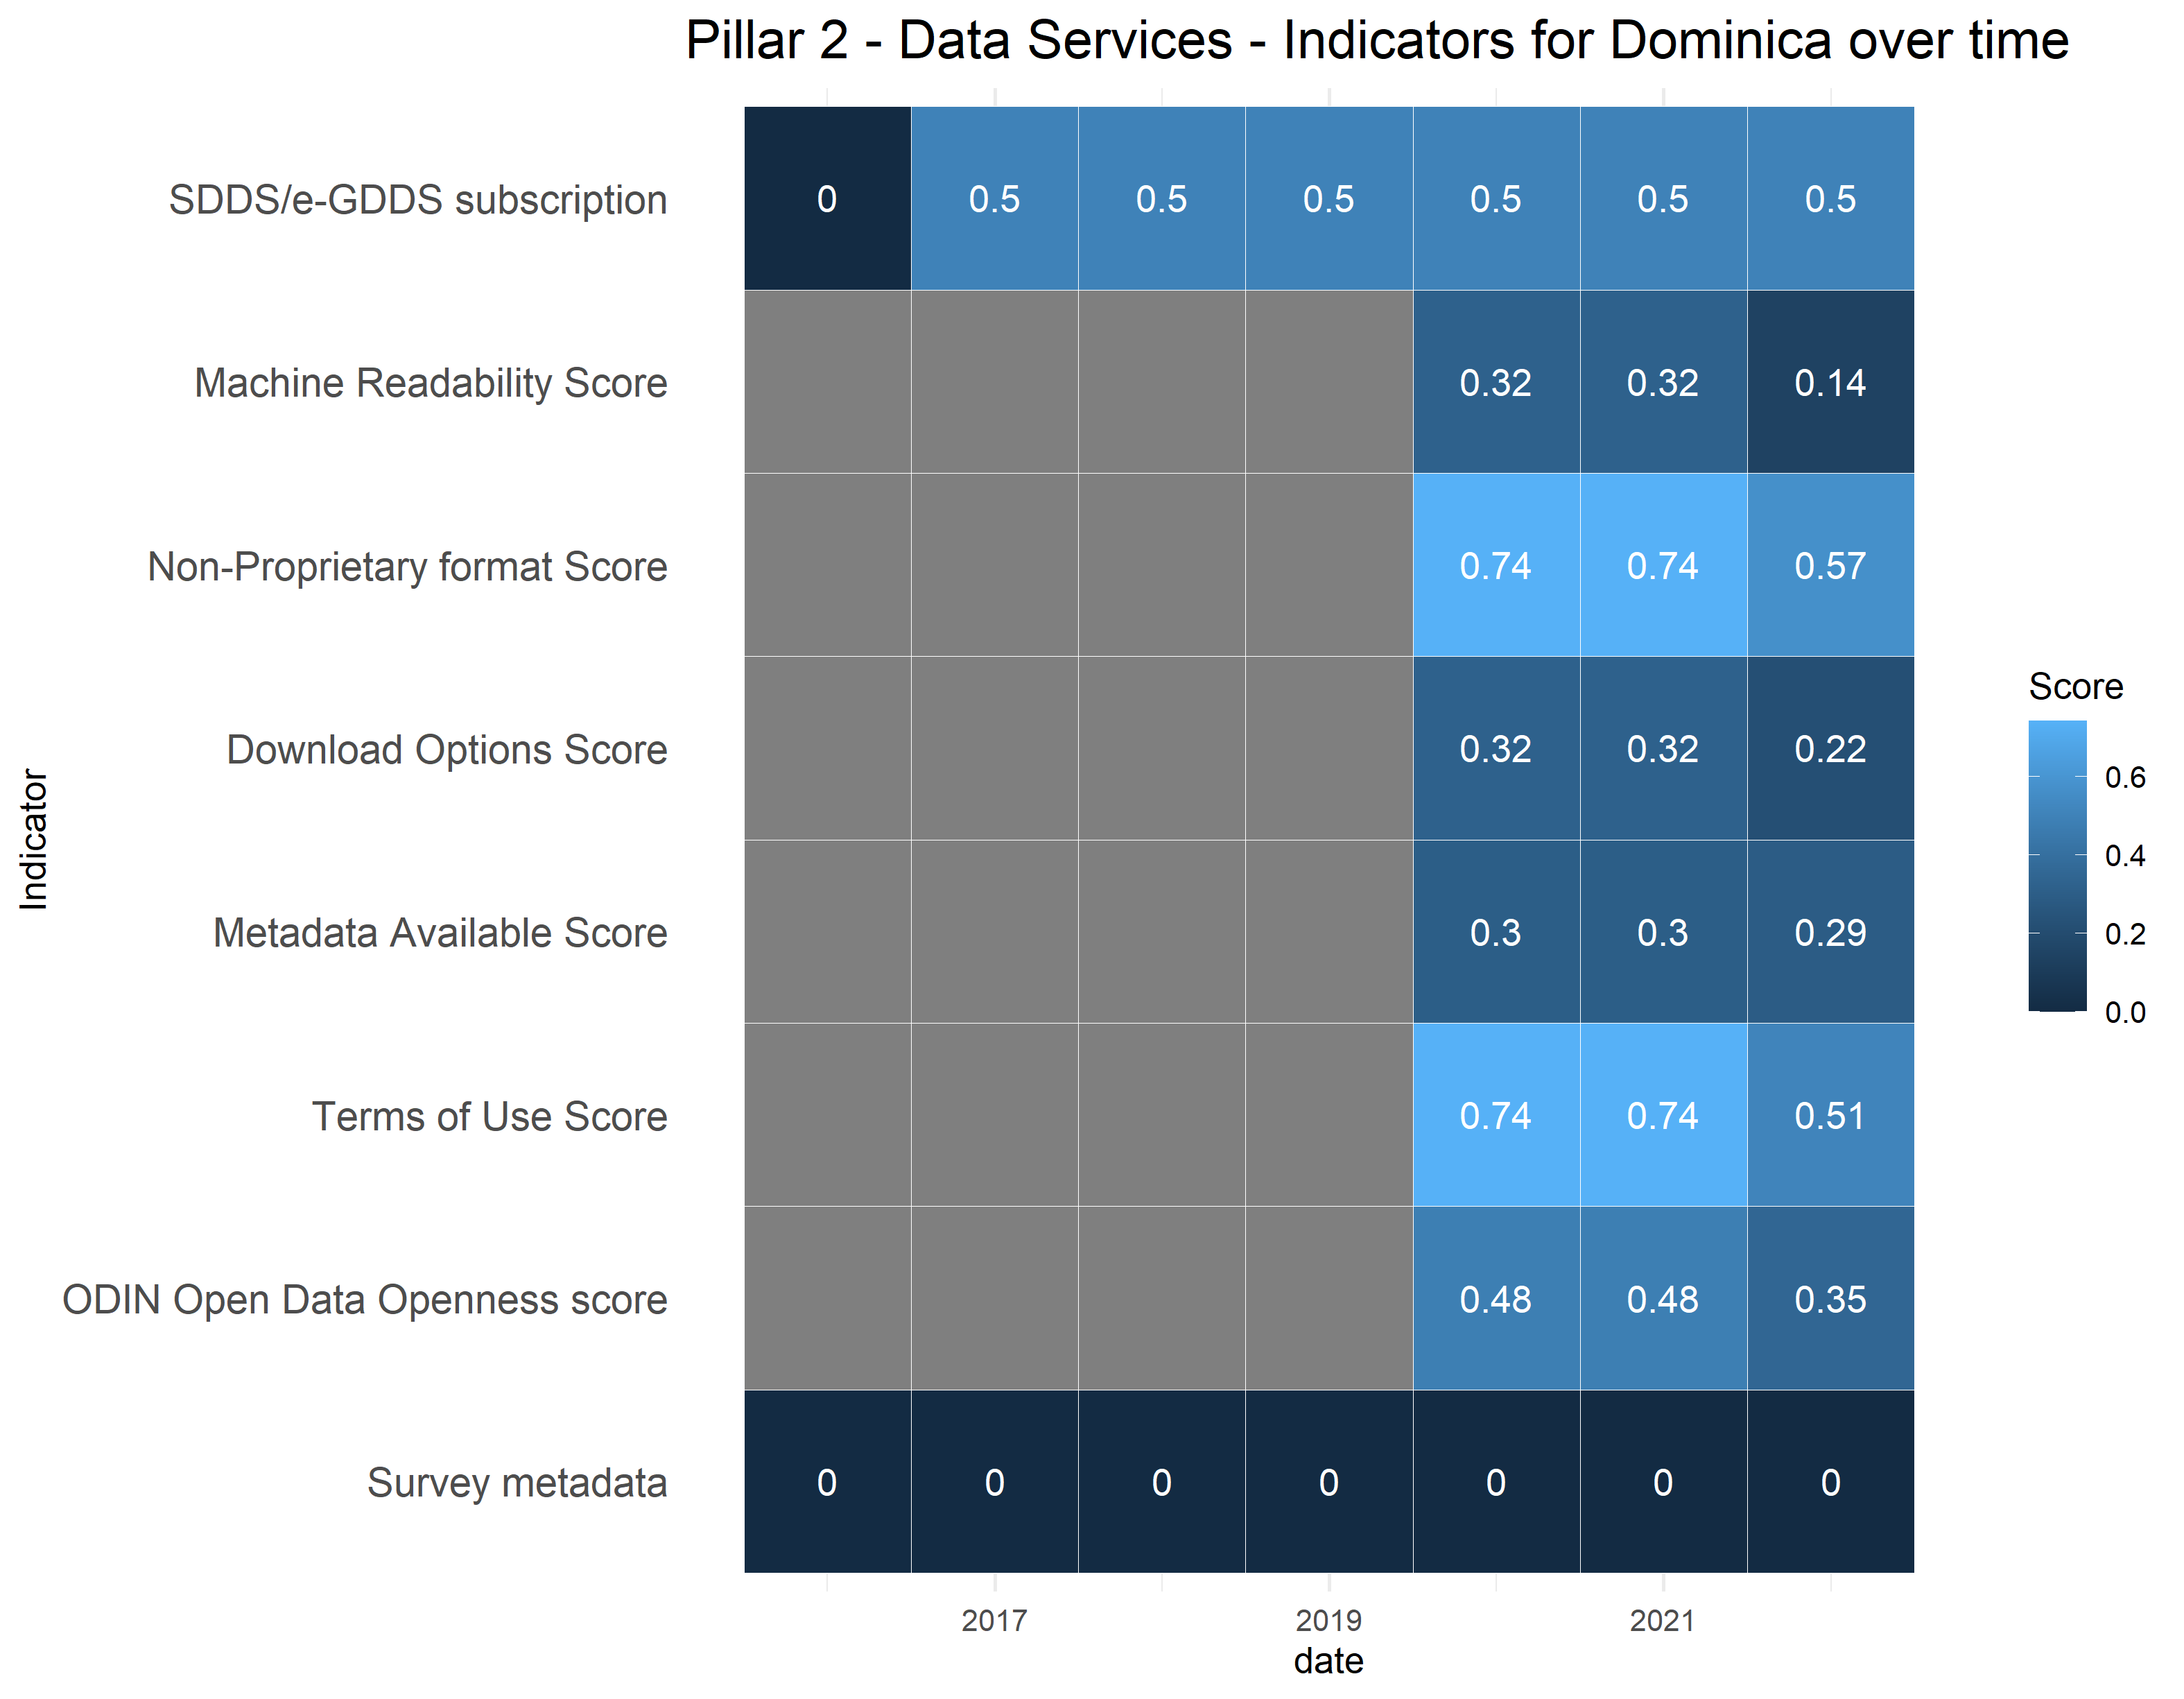 Pillar 2 - Data Services - Indicators for Dominica over time
Indicator
SDDS/e-GDDS subscription 0 0.5 0.5 0.5 0.5 0.5 0.5
Machine Readability Score 0.32 0.32 0.14
Non-Proprietary format Score 0.74 0.74 0.57
Download Options Score 0.32 0.32 0.22
Metadata Available Score 0.3 0.3 0.29
Terms of Use Score 0.74 0.74 0.51
ODIN Open Data Openness score 0.48 0.48 0.35
Survey metadata 0 0 0 0 0 0 0
2017 2019 2021
date
Score
0.6
0.4
0.2
0.0